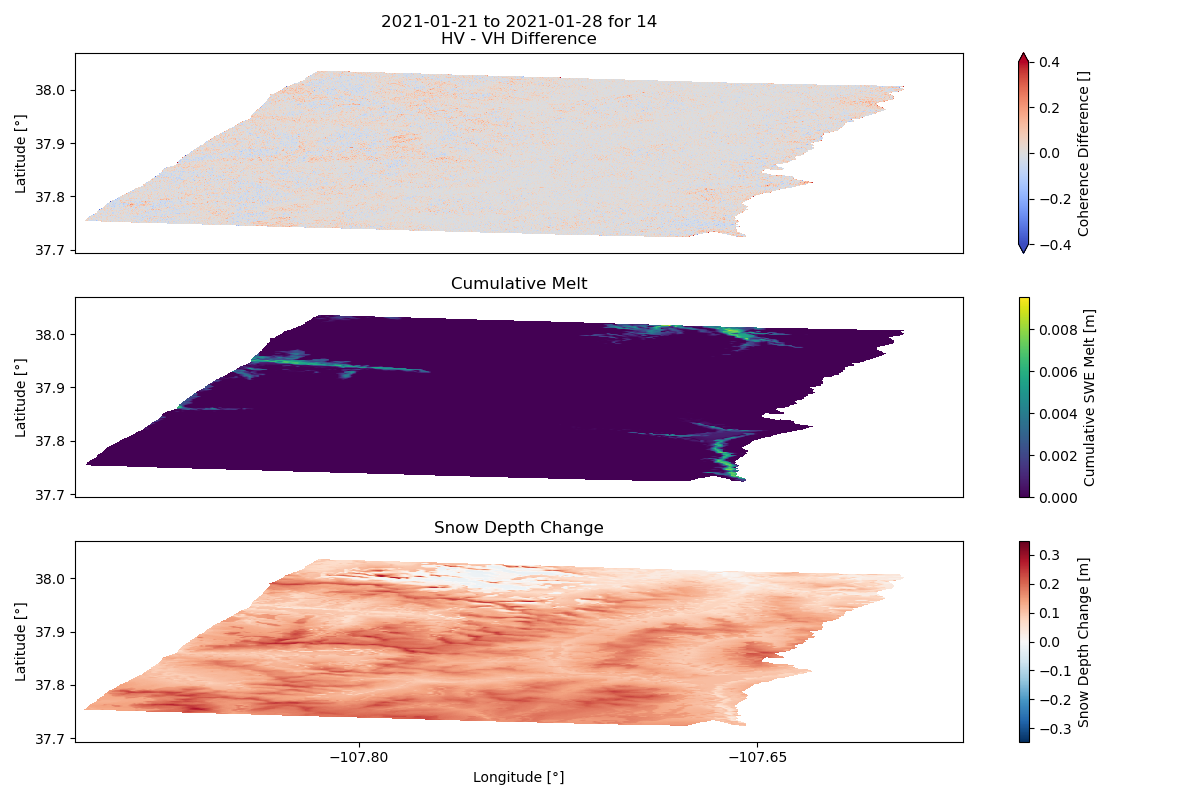 2021-01-21 to 2021-01-28 for 14
HV - VH Difference
38.0
37.9
37.8
37.7
Latitude [°]
0.4
0.2
0.0
−0.2
−0.4
Coherence Difference []
Cumulative Melt
38.0
37.9
37.8
37.7
Latitude [°]
0.008
0.006
0.004
0.002
0.000
Cumulative SWE Melt [m]
Snow Depth Change
38.0
37.9
37.8
37.7
Latitude [°]
−107.80
−107.65
Longitude [°]
0.3
0.2
0.1
0.0
−0.1
−0.2
−0.3
Snow Depth Change [m]